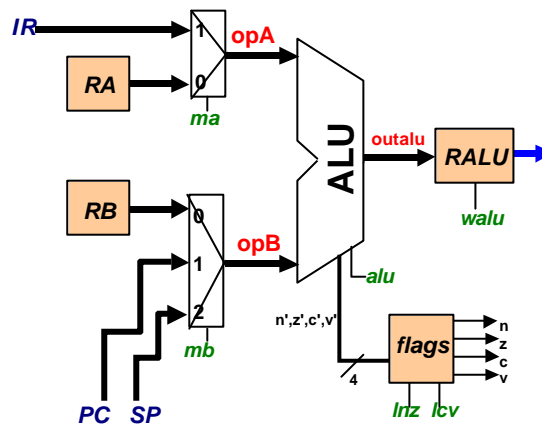 IR
1
opA
RA
0
ma
ALU
outalu
RALU
walu
RB
0
opB
1
2
mb
alu
n',z',c',v'
4
flags
n
z
c
v
lnz
lcv
PC
SP